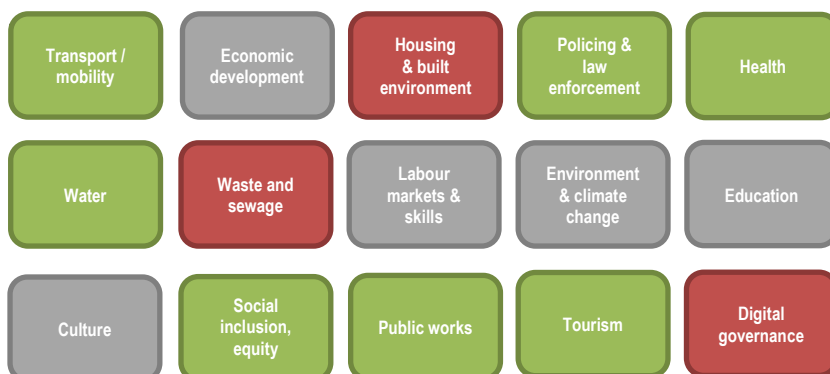 Transport /
mobility
Economic
development
Housing
& built
environment
Policing &
law
enforcement
Health
Water
Waste and
sewage
Labour
markets &
skills
Environment
& climate
change
Education
Culture
Social
inclusion,
equity
Public works
Tourism
Digital
governance